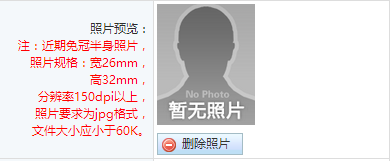 照片预览：
注：近期免冠半身照片，
照片规格：宽26mm，
高32mm，
分辨率150dpi以上，
照片要求为jpg格式，
文件大小应小于60K。
No Photo
暂无照片
删除照片